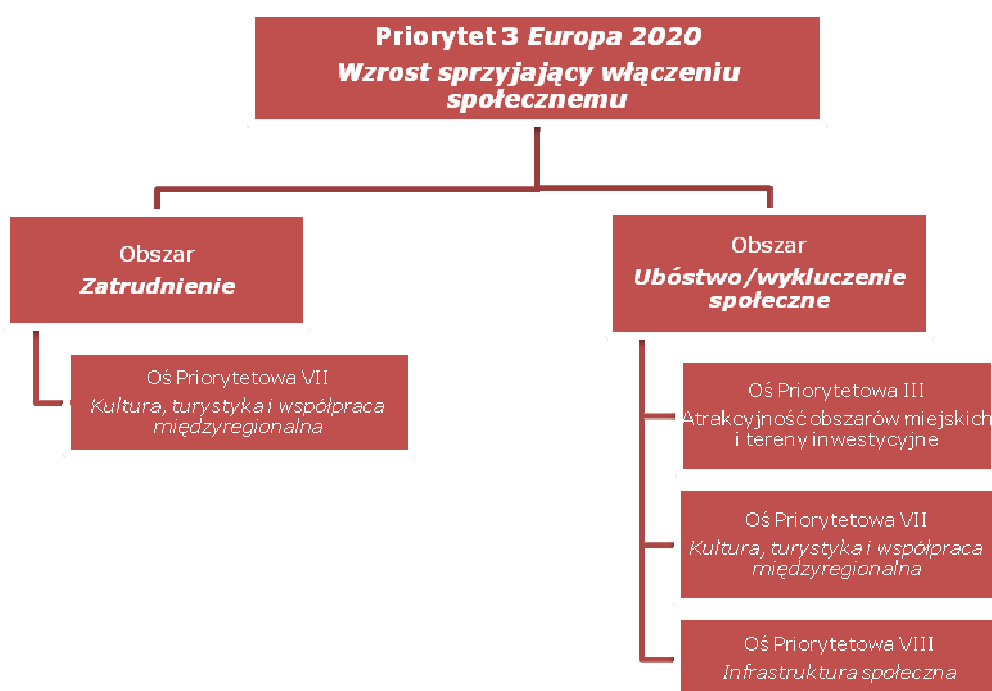 Priorytet 3 Europa 2020
Wzrost sprzyjający włączeniu
społecznemu
Obszar
Zatrudnienie
Oś Priorytetowa VII
Kultura, turystyka i współpraca
międzyregionalna
Obszar
Ubóstwo/wykluczenie
społeczne
Oś Priorytetowa III
Atrakcyjność obszarów miejskich
i tereny inwestycyjne
Oś Priorytetowa VII
Kultura, turystyka i współpraca
międzyregionalna
Oś Priorytetowa VIII
Infrastruktura społeczna